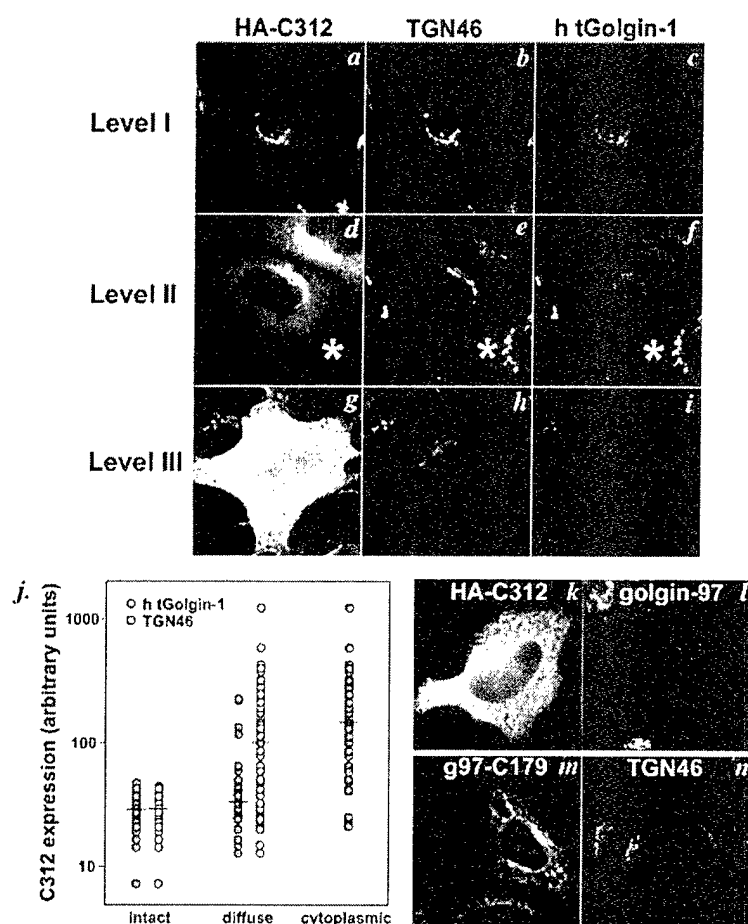 HA-C312 TGN46 h tGolgin-1
a b c
Level I
*
d e f
Level II
* * *
g h i
Level III
j.
C312 expression (arbitrary units)
1000
100
10
h tGolgin-1
TGN46
intact diffuse cytoplasmic
HA-C312 k golgin-97 l
g97-C179 m TGN46 n